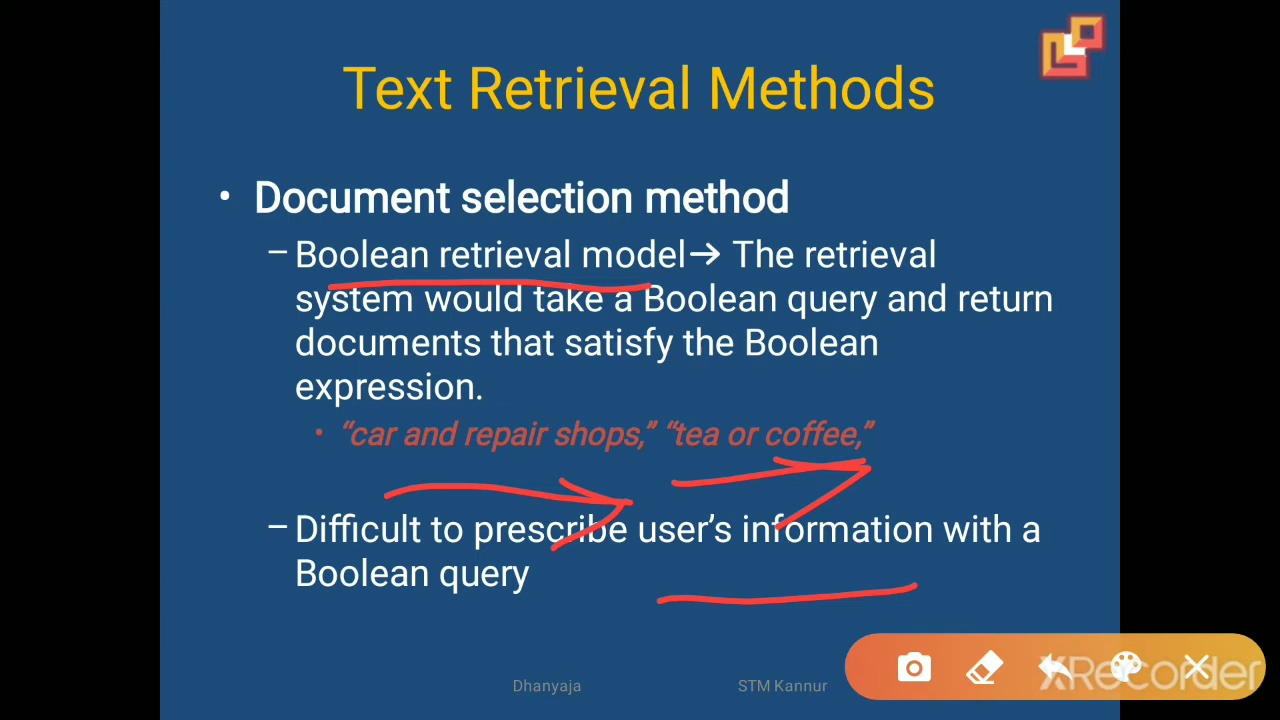 Text Retrieval Methods
• Document selection method
– Boolean retrieval model→ The retrieval
system would take a Boolean query and return
documents that satisfy the Boolean
expression.
• “car and repair shops,” “tea or coffee,”
– Difficult to prescribe user’s information with a
Boolean query
Dhanyaja STM Kannur
XRecorder